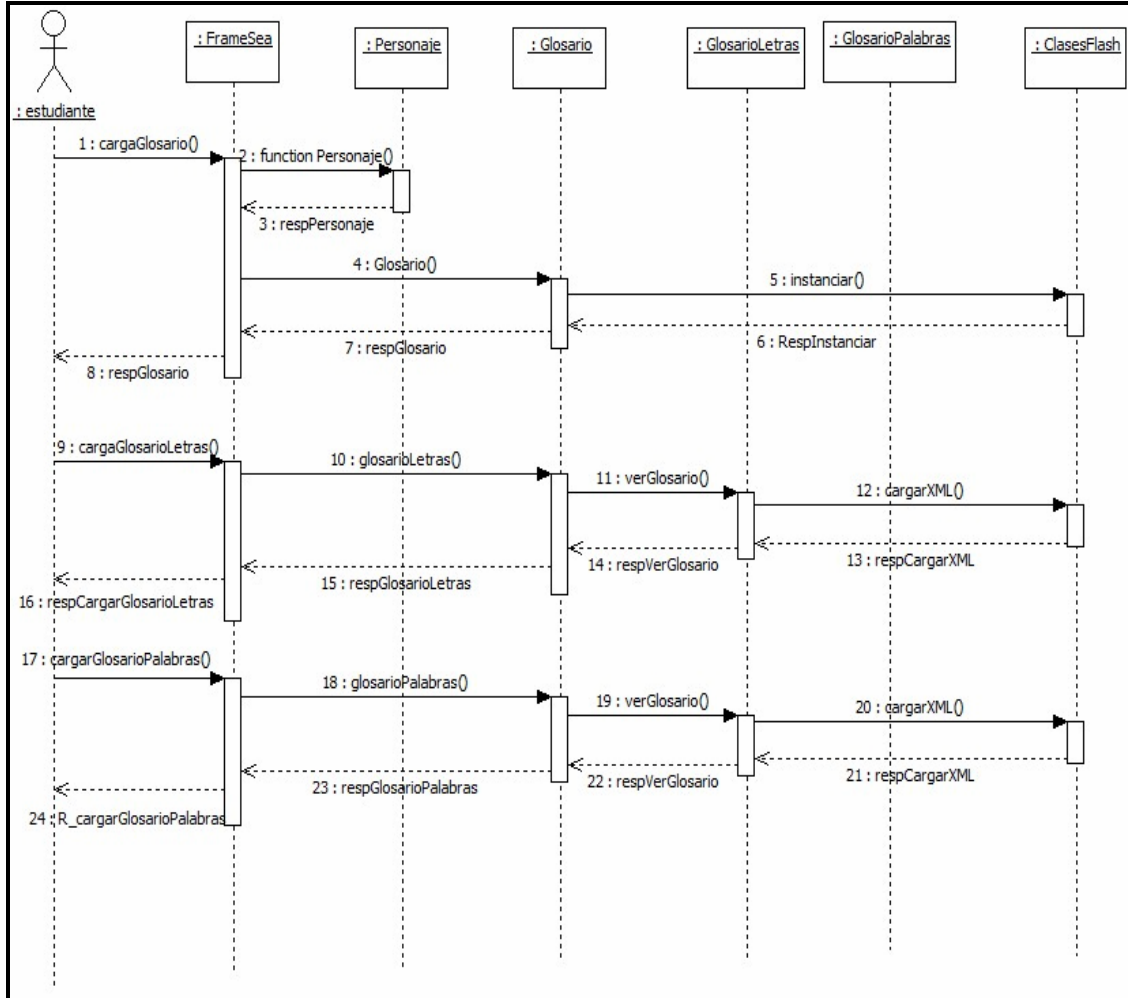 : FrameSea
: Personaje
: Glosario
: GlosarioLetras
: GlosarioPalabras
: ClasesFlash
: estudiante
1 : cargaGlosario()
2 : function Personaje()
3 : respPersonaje
4 : Glosario()
5 : instanciar()
6 : RespInstanciar
7 : respGlosario
8 : respGlosario
9 : cargaGlosarioLetras()
10 : glosarioLetras()
11 : verGlosario()
12 : cargarXML()
13 : respCargarXML
14 : respVerGlosario
15 : respGlosarioLetras
16 : respCargarGlosarioLetras
17 : cargarGlosarioPalabras()
18 : glosarioPalabras()
19 : verGlosario()
20 : cargarXML()
21 : respCargarXML
22 : respVerGlosario
23 : respGlosarioPalabras
24 : R_cargarGlosarioPalabras